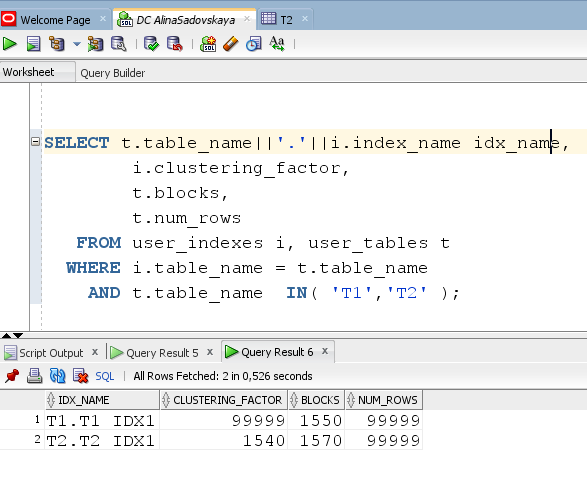 Welcome Page DC AlinaSadovskaya T2
SQL Aa
Worksheet Query Builder
SELECT t.table_name||'.'||i.index_name idx_name,
i.clustering_factor,
t.blocks,
t.num_rows
FROM user_indexes i, user_tables t
WHERE i.table_name = t.table_name
AND t.table_name IN( 'T1','T2' );
Script Output x Query Result 5 x Query Result 6 x
SQL | All Rows Fetched: 2 in 0,526 seconds
IDX_NAME CLUSTERING_FACTOR BLOCKS NUM_ROWS
1 T1.T1 IDX1 99999 1550 99999
2 T2.T2 IDX1 1540 1570 99999